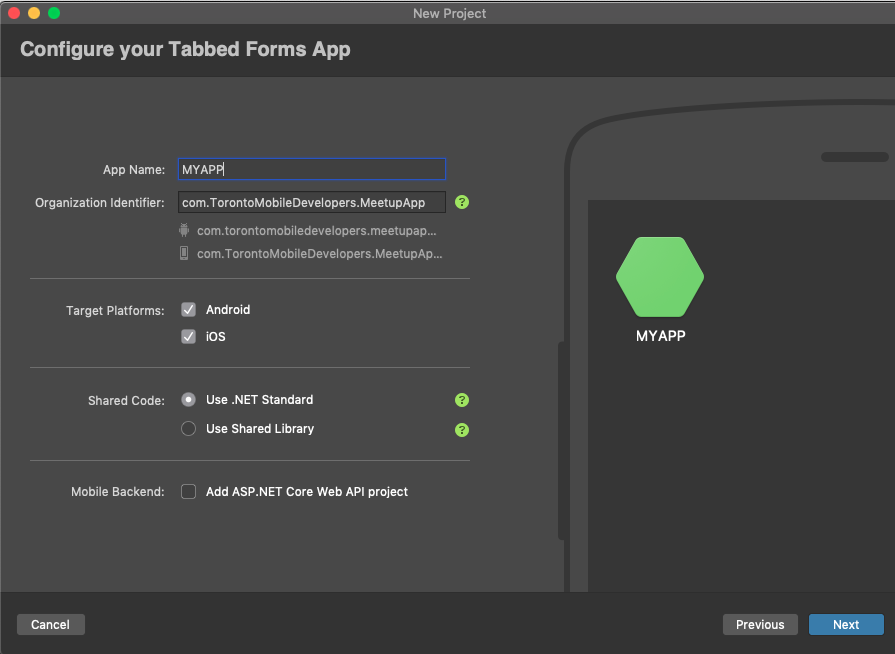 New Project
Configure your Tabbed Forms App
App Name: MYAPP
Organization Identifier: com.TorontoMobileDevelopers.MeetupApp ?
com.torontomobiledevelopers.meetupap...
com.TorontoMobileDevelopers.MeetupAp...
MYAPP
Target Platforms: Android
iOS
Shared Code: Use .NET Standard ?
Use Shared Library ?
Mobile Backend: Add ASP.NET Core Web API project
Cancel Previous Next